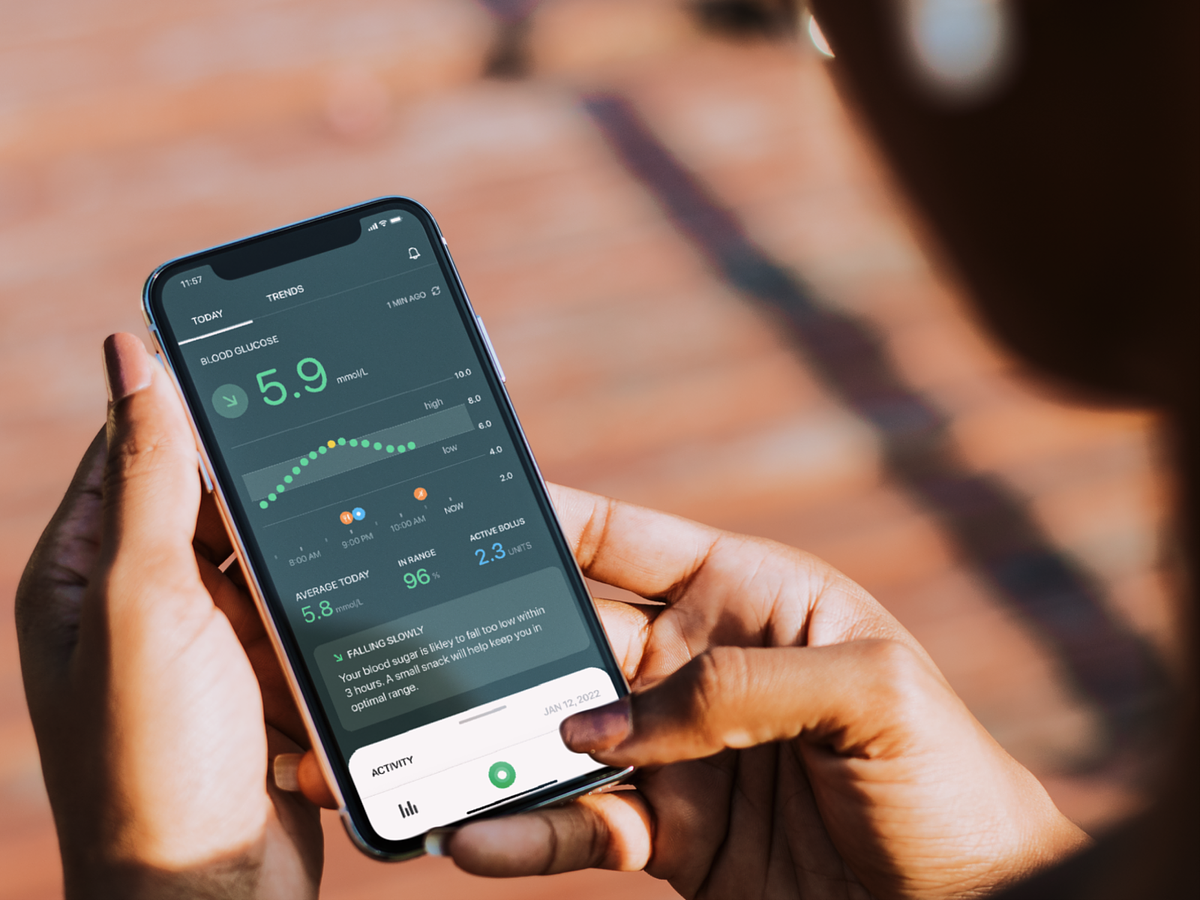 11:57
TODAY
TRENDS
1 MIN AGO
BLOOD GLUCOSE
5.9 mmol/L
10.0
high
8.0
6.0
low
4.0
2.0
8:00 AM
9:00 PM
10:00 AM
NOW
AVERAGE TODAY
5.8 mmol/L
IN RANGE
96 %
ACTIVE BOLUS
2.3 UNITS
FALLING SLOWLY
Your blood sugar is likley to fall too low within
3 hours. A small snack will help keep you in
optimal range.
JAN 12, 2022
ACTIVITY